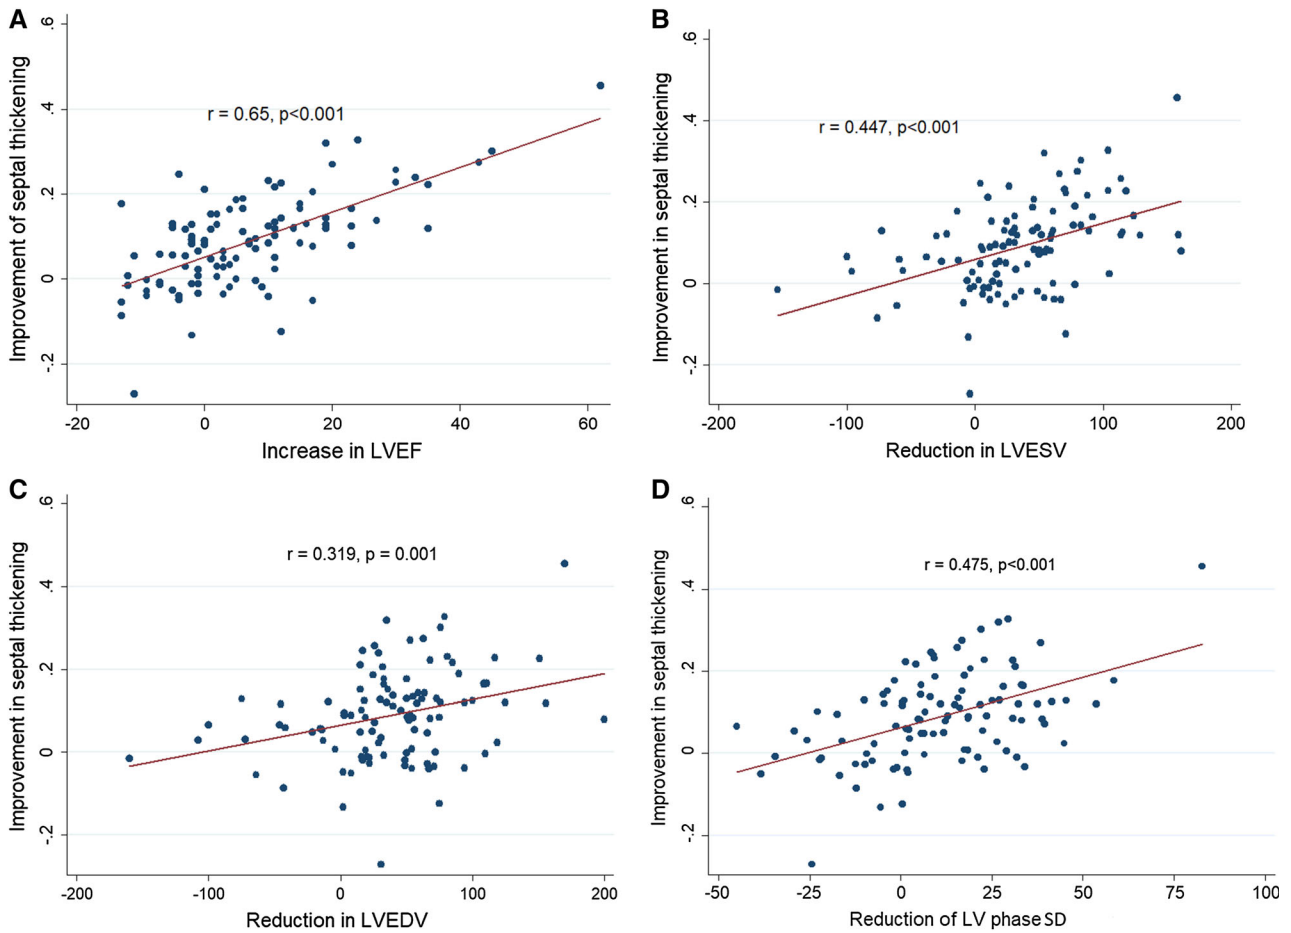 A
Improvement of septal thickening
.6
.4
.2
0
-.2
r = 0.65, p<0.001
-20 0 20 40 60
Increase in LVEF
B
Improvement in septal thickening
.6
.4
.2
0
-.2
r = 0.447, p<0.001
-200 -100 0 100 200
Reduction in LVESV
C
Improvement in septal thickening
.6
.4
.2
0
-.2
r = 0.319, p = 0.001
-200 -100 0 100 200
Reduction in LVEDV
D
Improvement in septal thickening
.6
.4
.2
0
-.2
r = 0.475, p<0.001
-50 -25 0 25 50 75 100
Reduction of LV phase SD